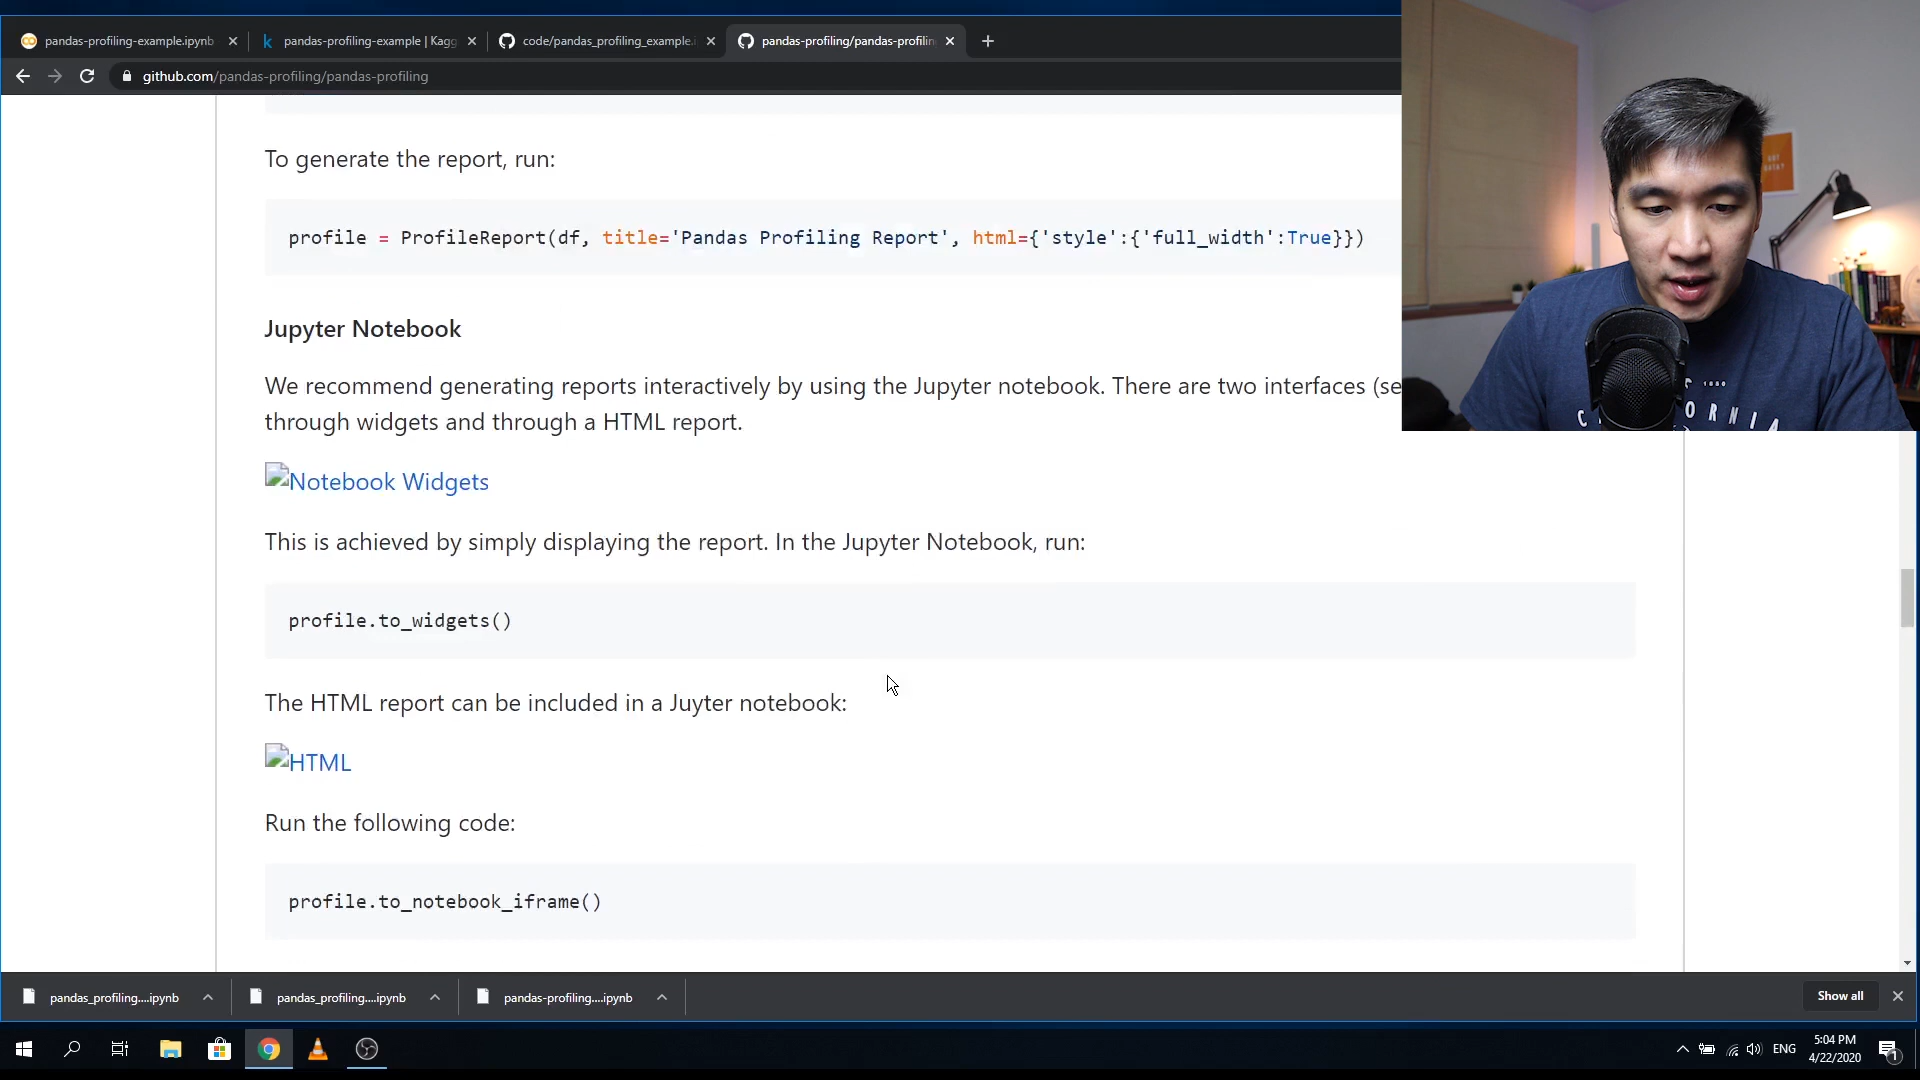 pandas-profiling-example.ipynb
pandas-profiling-example | Kagg
code/pandas_profiling_example.i
pandas-profiling/pandas-profilin
github.com/pandas-profiling/pandas-profiling
To generate the report, run:
profile = ProfileReport(df, title='Pandas Profiling Report', html={'style':{'full_width':True}})
Jupyter Notebook
We recommend generating reports interactively by using the Jupyter notebook. There are two interfaces (se
through widgets and through a HTML report.
Notebook Widgets
This is achieved by simply displaying the report. In the Jupyter Notebook, run:
profile.to_widgets()
The HTML report can be included in a Juyter notebook:
HTML
Run the following code:
profile.to_notebook_iframe()
pandas_profiling....ipynb
pandas_profiling....ipynb
pandas-profiling....ipynb
Show all
ENG
5:04 PM
4/22/2020
1